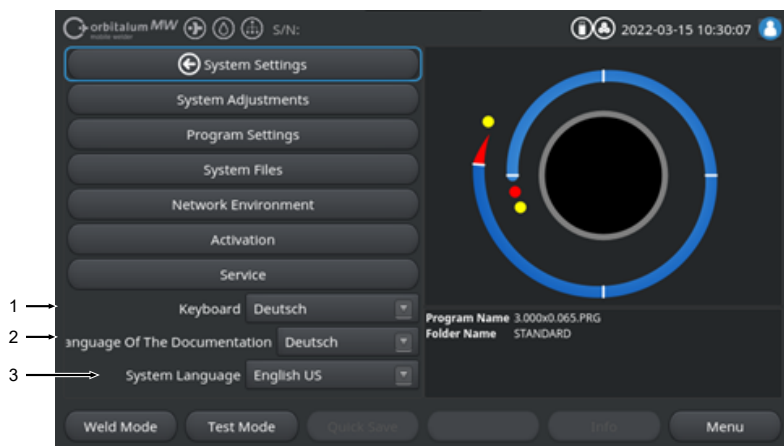 orbitalum MW S/N: 2022-03-15 10:30:07
mobile welder
System Settings
System Adjustments
Program Settings
System Files
Network Environment
Activation
Service
1 Keyboard Deutsch
2 anguage Of The Documentation Deutsch
3 System Language English US
Program Name 3.000x0.065.PRG
Folder Name STANDARD
Weld Mode Test Mode Quick Save Info Menu